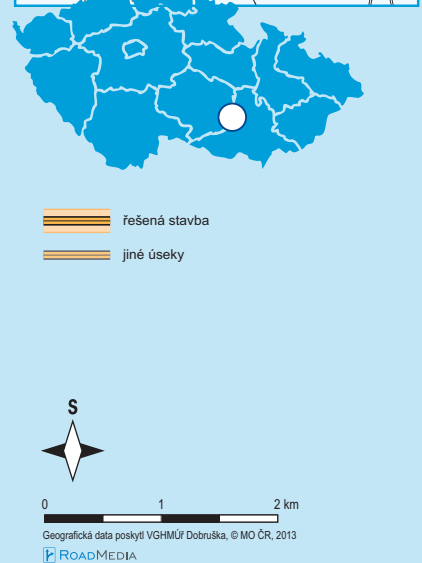 řešená stavba
jiné úseky
S
0 1 2 km
Geografická data poskytl VGHMÚř Dobruška, © MO ČR, 2013
ROADMEDIA